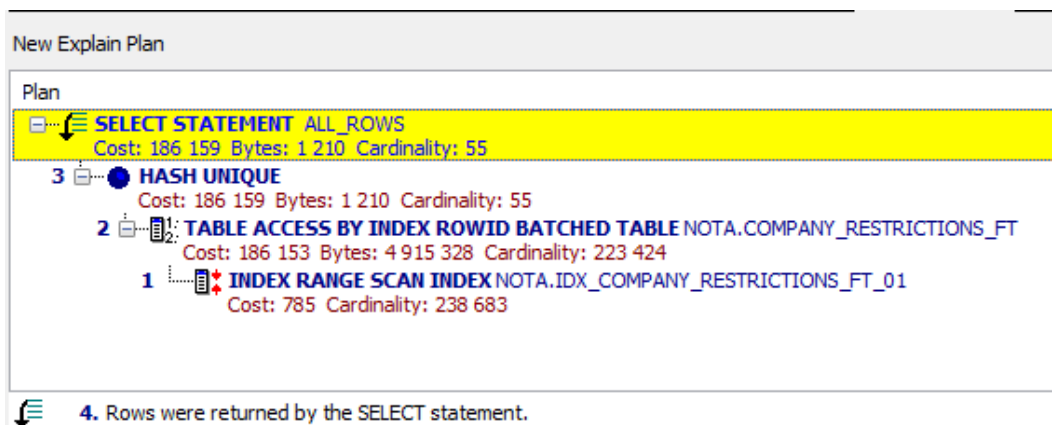 New Explain Plan
Plan
SELECT STATEMENT ALL_ROWS
Cost: 186 159 Bytes: 1 210 Cardinality: 55
3 HASH UNIQUE
Cost: 186 159 Bytes: 1 210 Cardinality: 55
2 TABLE ACCESS BY INDEX ROWID BATCHED TABLE NOTA.COMPANY_RESTRICTIONS_FT
Cost: 186 153 Bytes: 4 915 328 Cardinality: 223 424
1 INDEX RANGE SCAN INDEX NOTA.IDX_COMPANY_RESTRICTIONS_FT_01
Cost: 785 Cardinality: 238 683
4. Rows were returned by the SELECT statement.